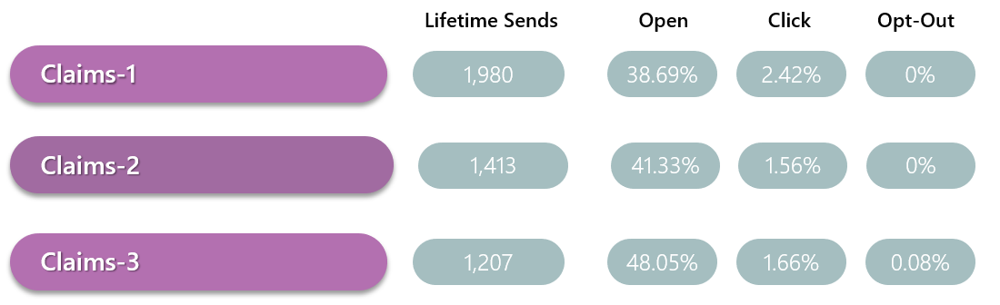 Lifetime Sends Open Click Opt-Out
Claims-1 1,980 38.69% 2.42% 0%
Claims-2 1,413 41.33% 1.56% 0%
Claims-3 1,207 48.05% 1.66% 0.08%